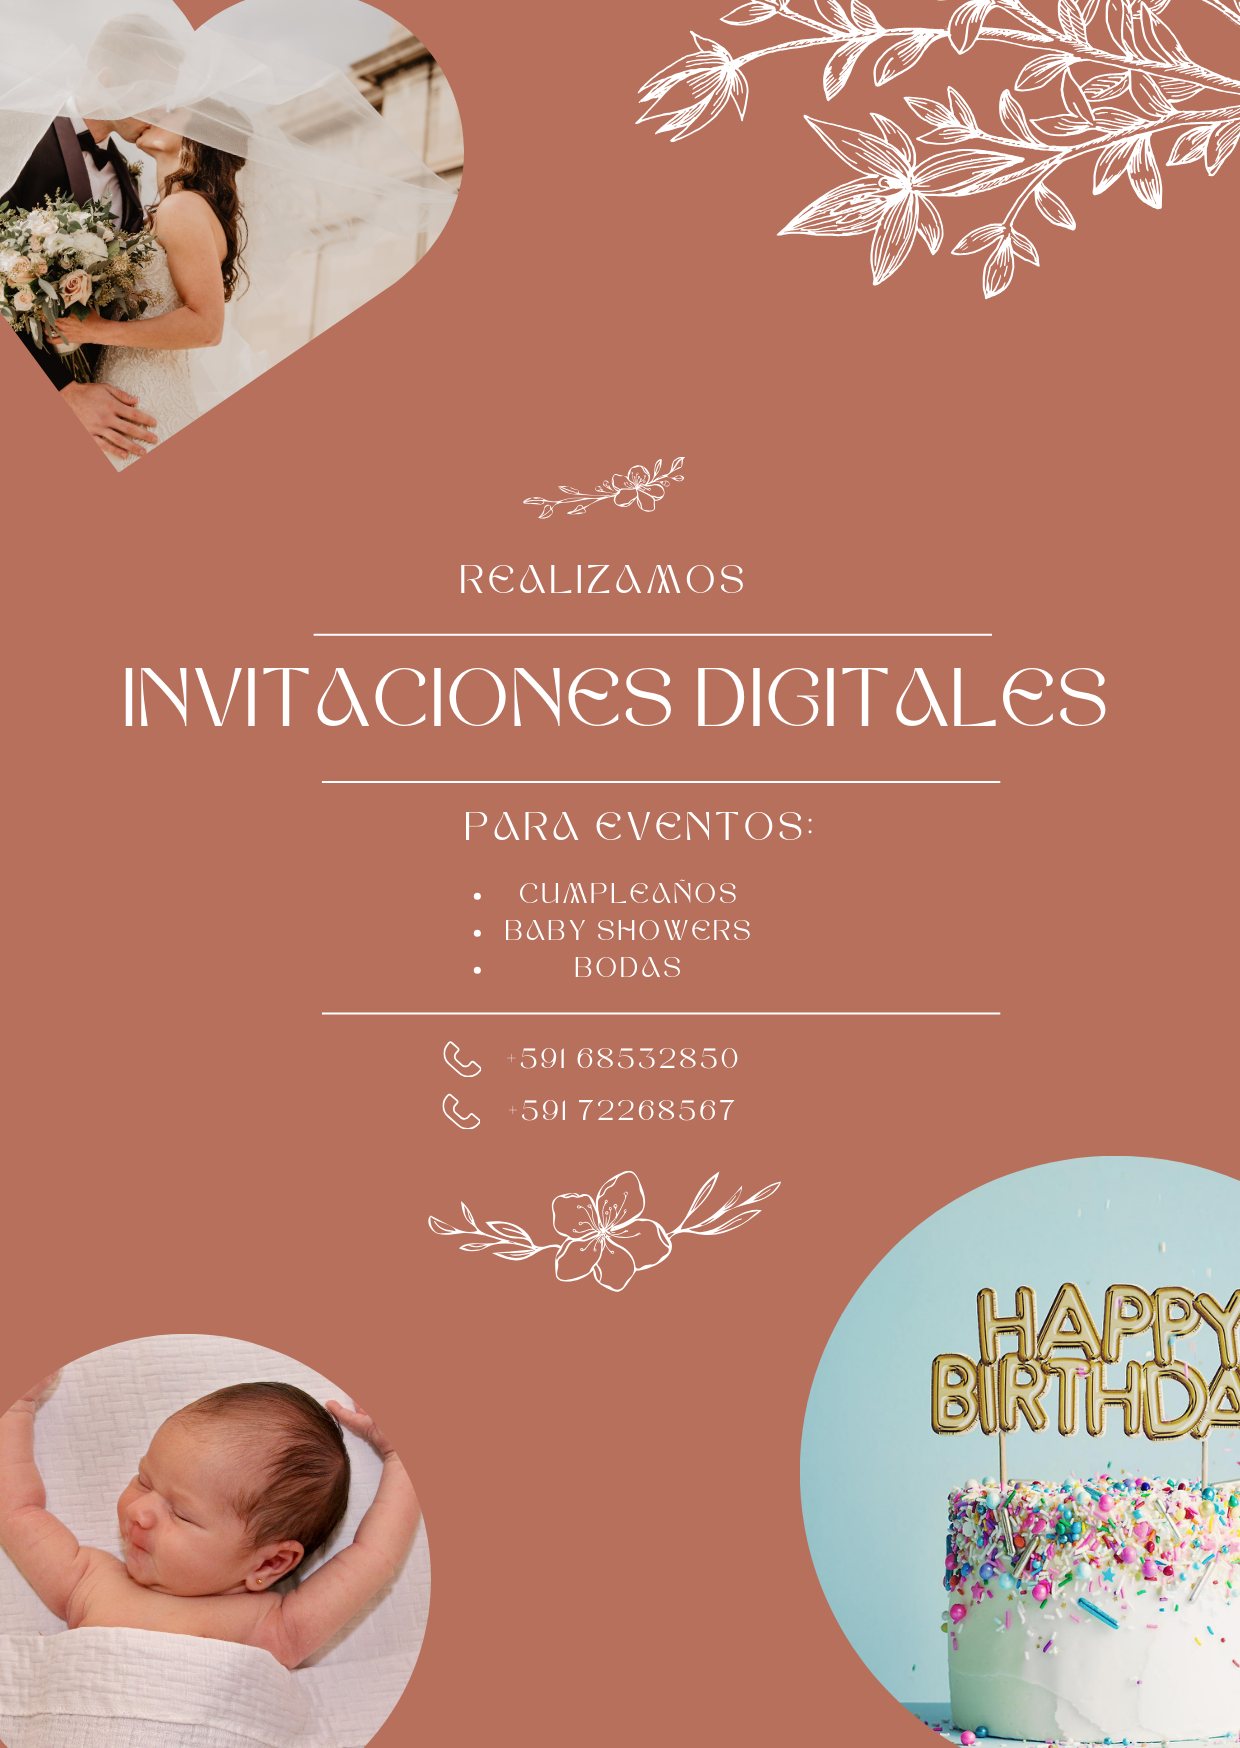 REALIZAMOS
INVITACIONES DIGITALES
PARA EVENTOS:
• CUMPLEAÑOS
• BABY SHOWERS
• BODAS
+591 68532850
+591 72268567
HAPPY
BIRTHDA